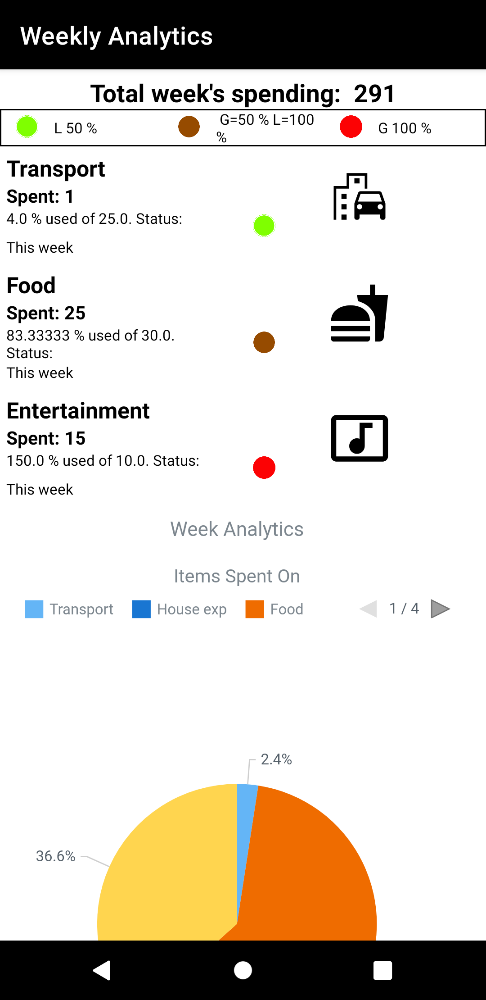 Weekly Analytics
Total week's spending:  291
L 50 %
G=50 % L=100
%
G 100 %
Transport
Spent: 1
4.0 % used of 25.0. Status:
This week
Food
Spent: 25
83.33333 % used of 30.0.
Status:
This week
Entertainment
Spent: 15
150.0 % used of 10.0. Status:
This week
Week Analytics
Items Spent On
Transport
House exp
Food
1 / 4
2.4%
36.6%